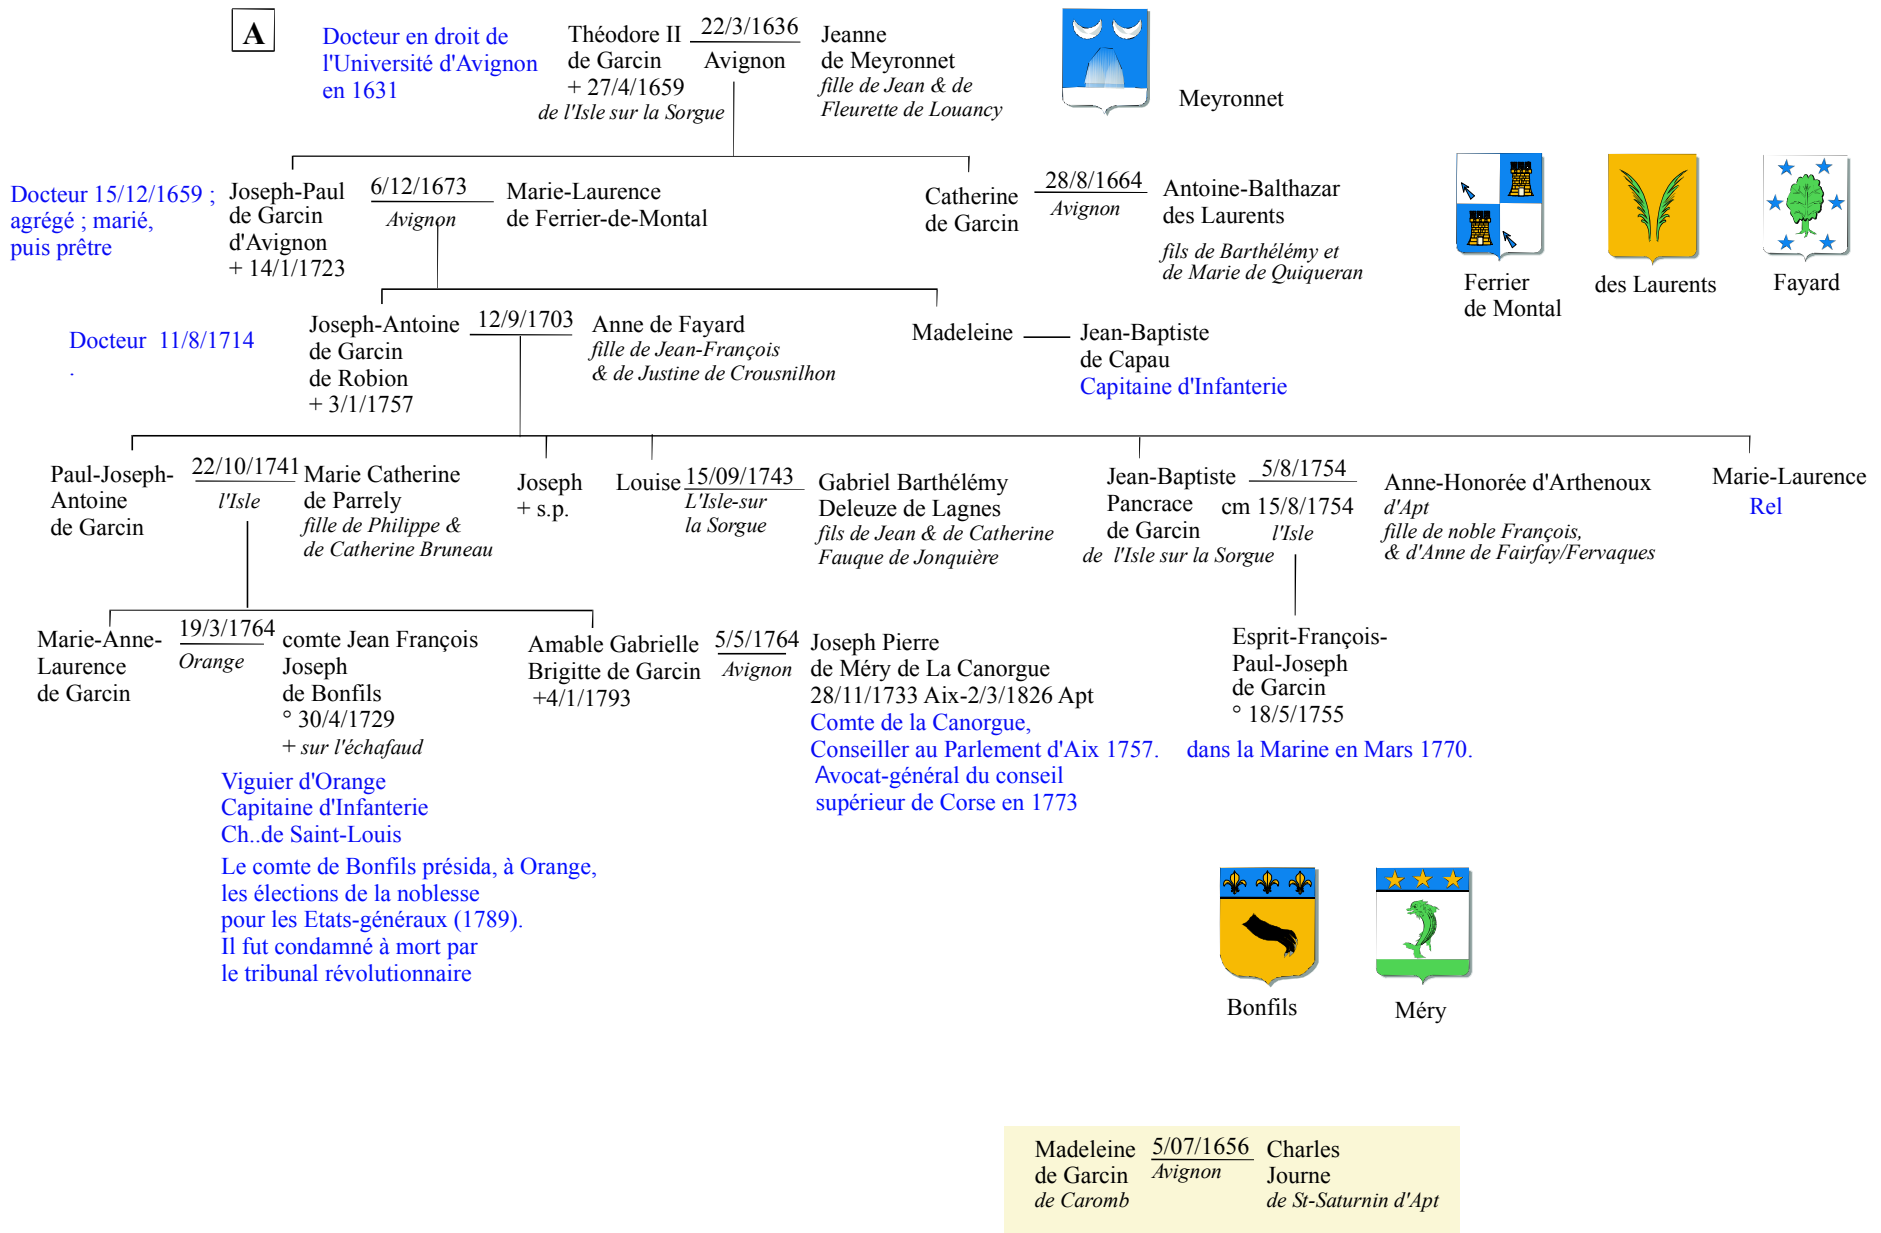 A
Docteur en droit de
l'Université d'Avignon
en 1631
Théodore II
de Garcin
+ 27/4/1659
de l'Isle sur la Sorgue
22/3/1636
Avignon
Jeanne
de Meyronnet
fille de Jean & de
Fleurette de Louancy
Meyronnet
Docteur 15/12/1659 ;
agrégé ; marié,
puis prêtre
Joseph-Paul
de Garcin
d'Avignon
+ 14/1/1723
6/12/1673
Avignon
Marie-Laurence
de Ferrier-de-Montal
Catherine
de Garcin
28/8/1664
Avignon
Antoine-Balthazar
des Laurents
fils de Barthélémy et
de Marie de Quiqueran
Ferrier
de Montal
des Laurents
Fayard
Docteur 11/8/1714
.
Joseph-Antoine
de Garcin
de Robion
+ 3/1/1757
12/9/1703
Anne de Fayard
fille de Jean-François
& de Justine de Crousnilhon
Madeleine
Jean-Baptiste
de Capau
Capitaine d'Infanterie
Paul-Joseph-
Antoine
de Garcin
22/10/1741
l'Isle
Marie Catherine
de Parrely
fille de Philippe &
de Catherine Bruneau
Joseph
+ s.p.
Louise
15/09/1743
L'Isle-sur
la Sorgue
Gabriel Barthélémy
Deleuze de Lagnes
fils de Jean & de Catherine
Fauque de Jonquière
Jean-Baptiste
Pancrace
de Garcin
de l'Isle sur la Sorgue
5/8/1754
cm 15/8/1754
l'Isle
Anne-Honorée d'Arthenoux
d'Apt
fille de noble François,
& d'Anne de Fairfay/Fervaques
Marie-Laurence
Rel
Marie-Anne-
Laurence
de Garcin
19/3/1764
Orange
comte Jean François
Joseph
de Bonfils
° 30/4/1729
+ sur l'échafaud
Viguier d'Orange
Capitaine d'Infanterie
Ch..de Saint-Louis
Le comte de Bonfils présida, à Orange,
les élections de la noblesse
pour les Etats-généraux (1789).
Il fut condamné à mort par
le tribunal révolutionnaire
Amable Gabrielle
Brigitte de Garcin
+4/1/1793
5/5/1764
Avignon
Joseph Pierre
de Méry de La Canorgue
28/11/1733 Aix-2/3/1826 Apt
Comte de la Canorgue,
Conseiller au Parlement d'Aix 1757.
Avocat-général du conseil
supérieur de Corse en 1773
Esprit-François-
Paul-Joseph
de Garcin
° 18/5/1755
dans la Marine en Mars 1770.
Bonfils
Méry
Madeleine
de Garcin
de Caromb
5/07/1656
Avignon
Charles
Journe
de St-Saturnin d'Apt